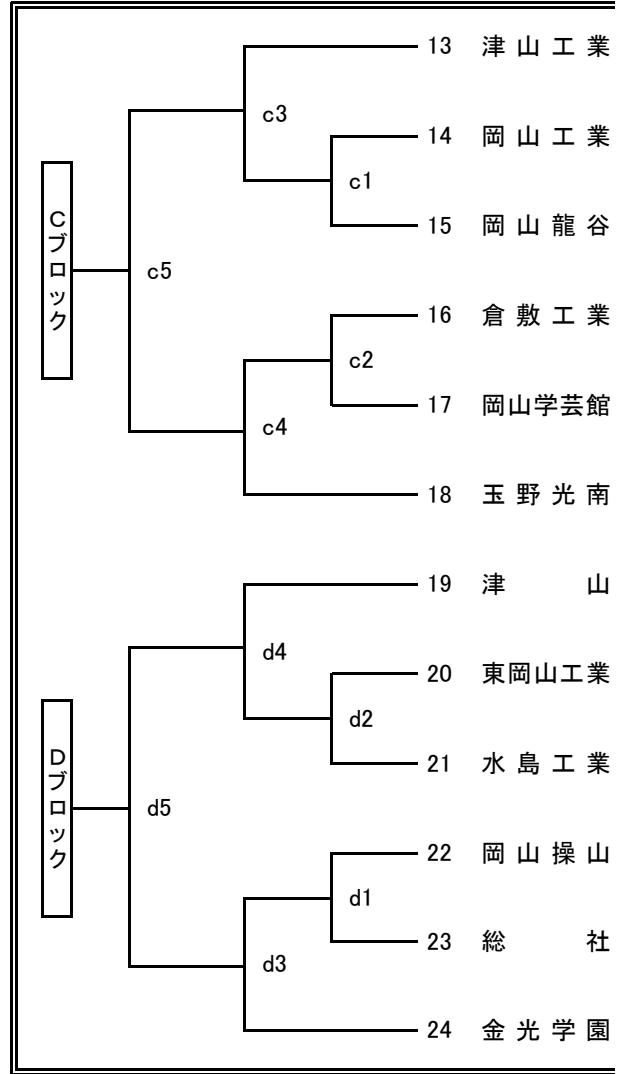 13 津山工業
c3
14 岡山工業
c1
15 岡山龍谷
Cブロック
c5
16 倉敷工業
c2
17 岡山学芸館
c4
18 玉野光南
19 津山
d4
20 東岡山工業
d2
21 水島工業
Dブロック
d5
22 岡山操山
d1
23 総社
d3
24 金光学園